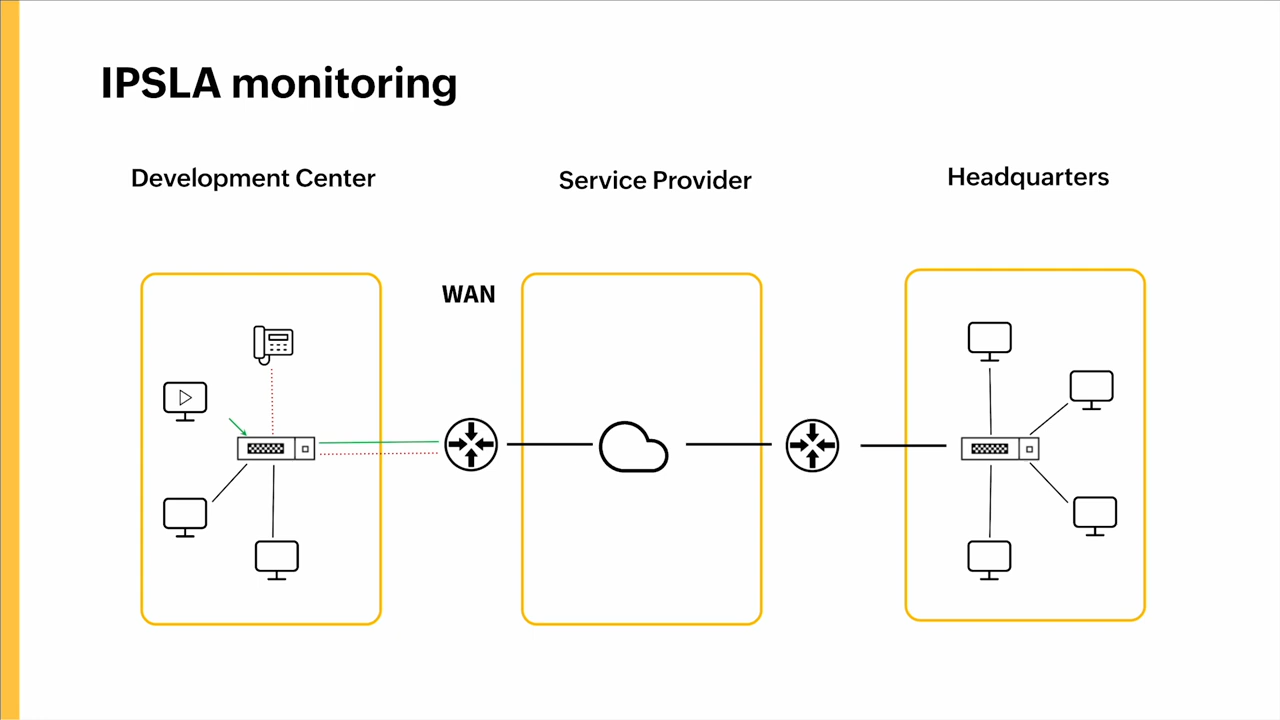 IPSLA monitoring
Development Center
Service Provider
Headquarters
WAN